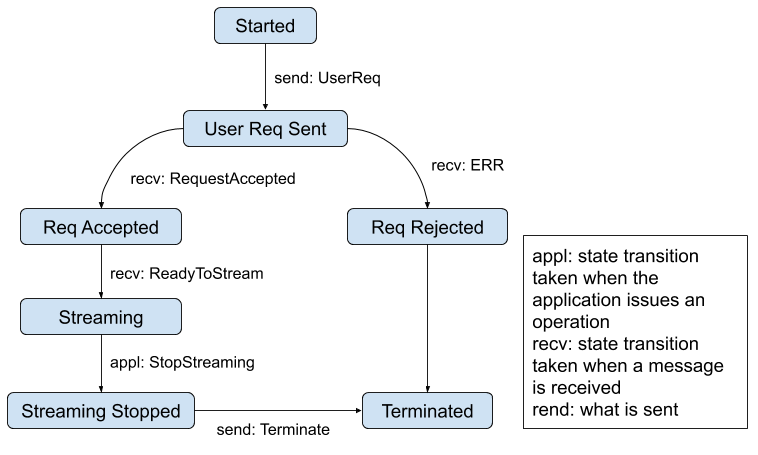 Started
send: UserReq
User Req Sent
recv: RequestAccepted
recv: ERR
Req Accepted
Req Rejected
recv: ReadyToStream
Streaming
appl: StopStreaming
Streaming Stopped
send: Terminate
Terminated
appl: state transition
taken when the
application issues an
operation
recv: state transition
taken when a message
is received
rend: what is sent